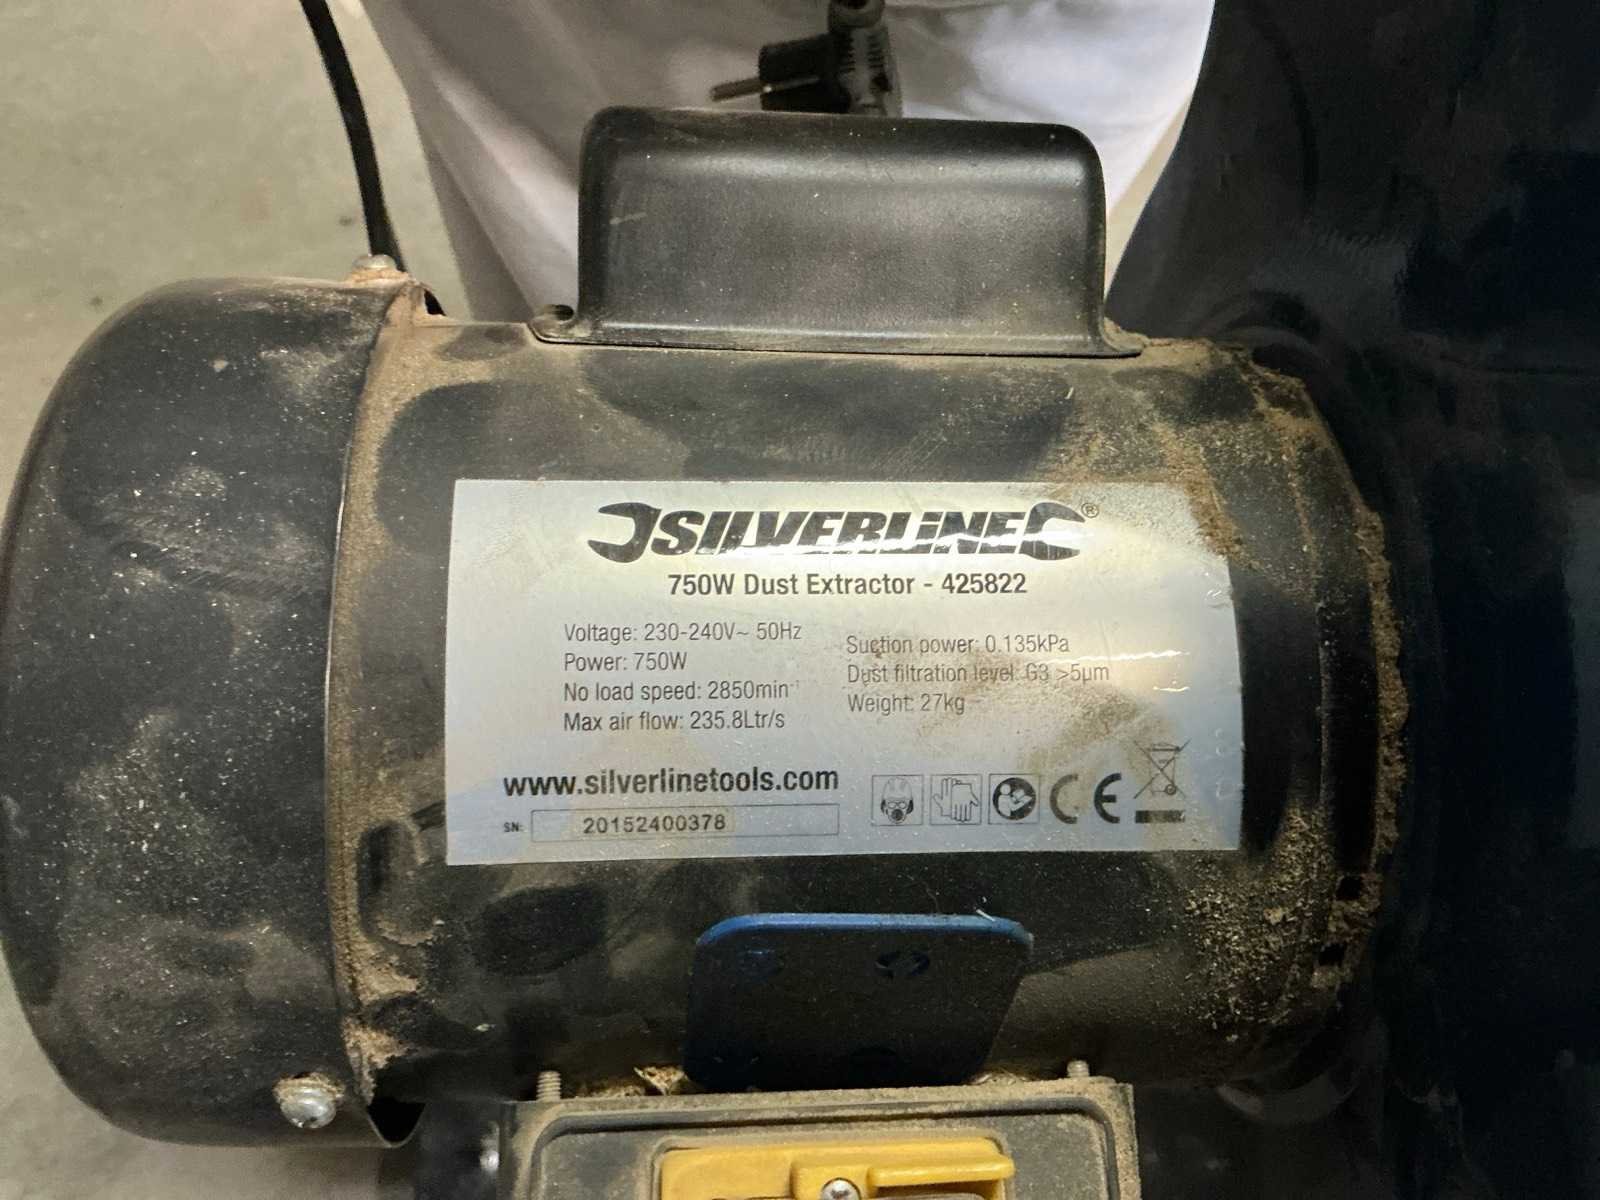 SILVERLINE®
750W Dust Extractor - 425822
Voltage: 230-240V~ 50Hz
Power: 750W
No load speed: 2850min⁻¹
Max air flow: 235.8Ltr/s
Suction power: 0.135kPa
Dust filtration level: G3 >5µm
Weight: 27kg
www.silverlinetools.com
SN: 20152400378
CE